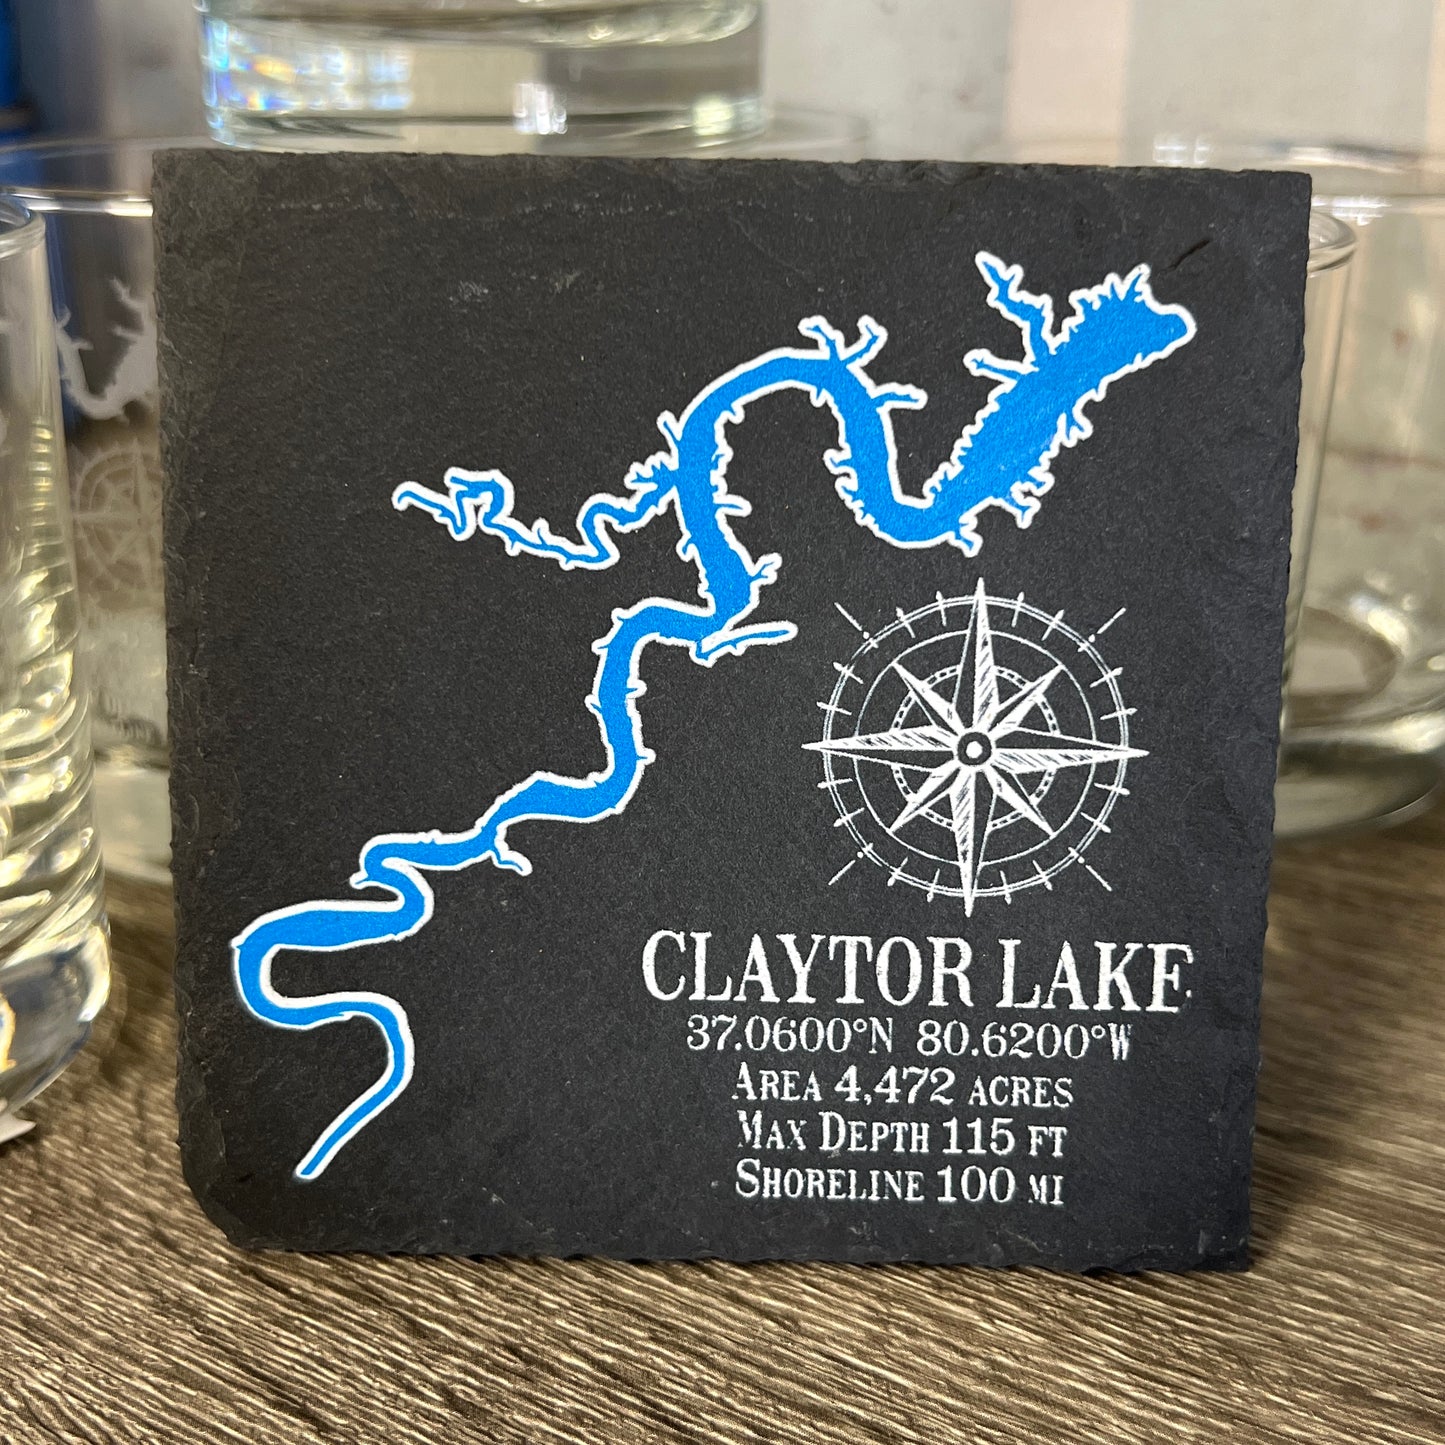 CLAYTOR LAKE
37.0600°N 80.6200°W
AREA 4,472 ACRES
MAX DEPTH 115 FT
SHORELINE 100 MI